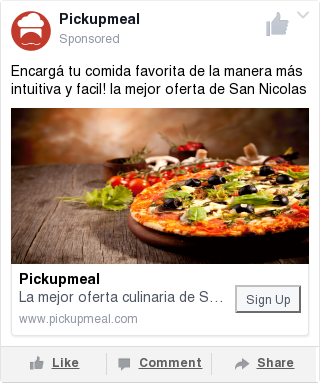 Pickupmeal
Sponsored
Encargá tu comida favorita de la manera más
intuitiva y facil! la mejor oferta de San Nicolas
Pickupmeal
La mejor oferta culinaria de S...
Sign Up
www.pickupmeal.com
Like
Comment
Share